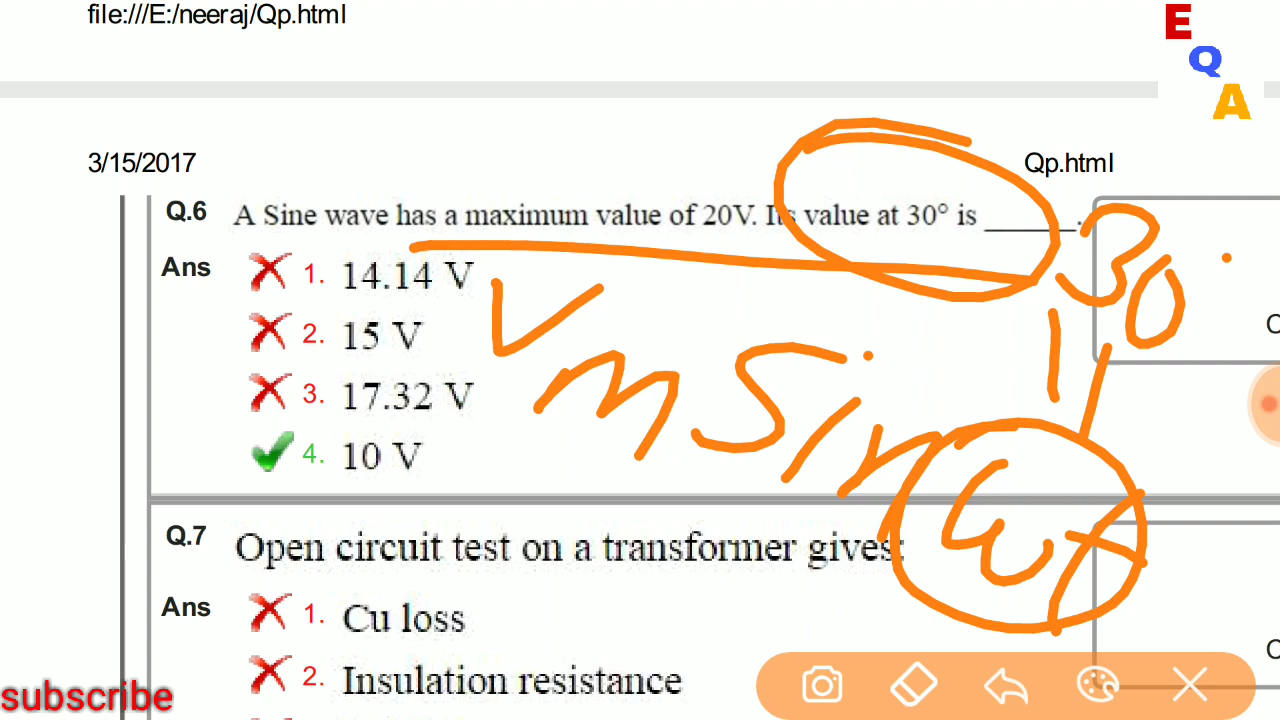 file:///E:/neeraj/Qp.html
E
Q
A
3/15/2017 Qp.html
Q.6 A Sine wave has a maximum value of 20V. Its value at 30° is ______.
Ans 1. 14.14 V
2. 15 V
3. 17.32 V
4. 10 V
30
Vm Sin ωt
Q.7 Open circuit test on a transformer gives:
Ans 1. Cu loss
2. Insulation resistance
subscribe